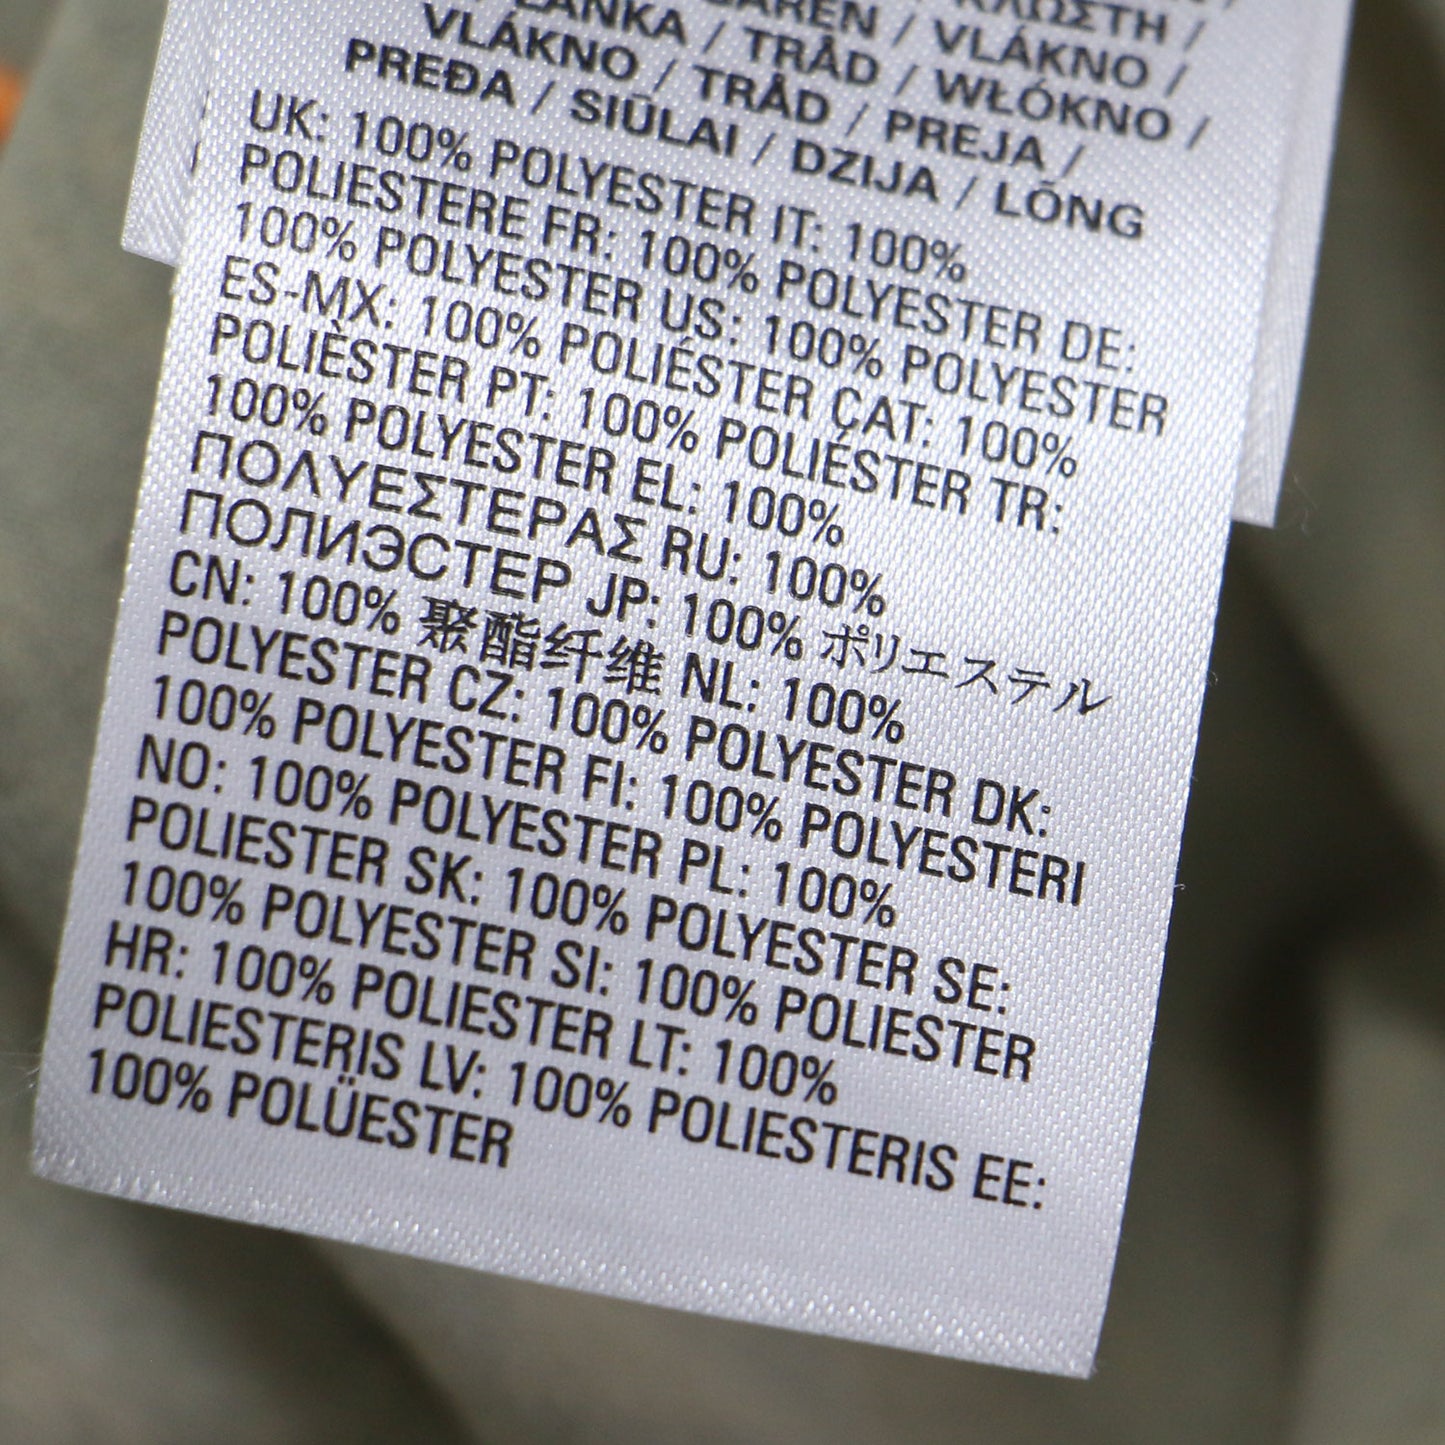 ΚΛΩΣΤΗ /
GAREN / VLÁKNO /
LANKA / TRÅD / WŁÓKNO /
VLÁKNO / TRÅD / PREJA /
PREĐA / SIŪLAI / DZIJA / LÕNG
UK: 100% POLYESTER IT: 100%
POLIESTERE FR: 100% POLYESTER DE:
100% POLYESTER US: 100% POLYESTER
ES-MX: 100% POLIÉSTER CAT: 100%
POLIÈSTER PT: 100% POLIÉSTER TR:
100% POLYESTER EL: 100%
ΠΟΛΥΕΣΤΕΡΑΣ RU: 100%
ПОЛИЭСТЕР JP: 100% ポリエステル
CN: 100% 聚酯纤维 NL: 100%
POLYESTER CZ: 100% POLYESTER DK:
100% POLYESTER FI: 100% POLYESTERI
NO: 100% POLYESTER PL: 100%
POLIESTER SK: 100% POLYESTER SE:
100% POLYESTER SI: 100% POLIESTER
HR: 100% POLIESTER LT: 100%
POLIESTERIS LV: 100% POLIESTERIS EE:
100% POLÜESTER